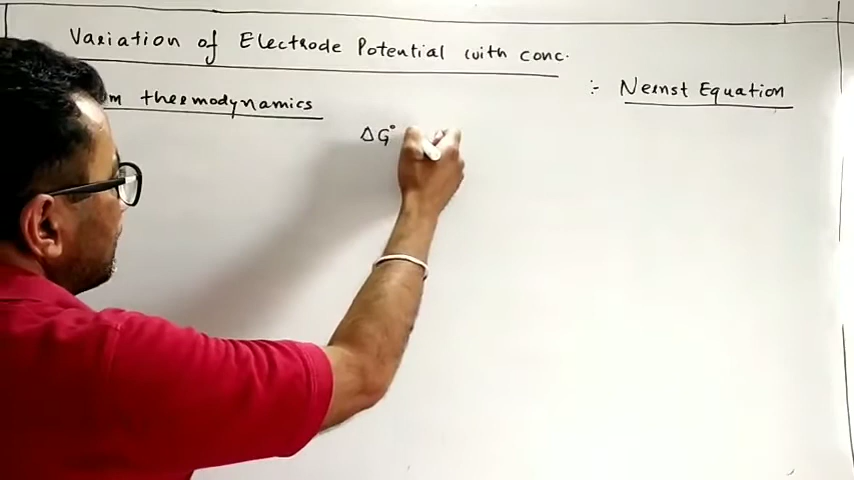 Variation of Electrode Potential with conc.
:- Nernst Equation
thermodynamics
ΔG°